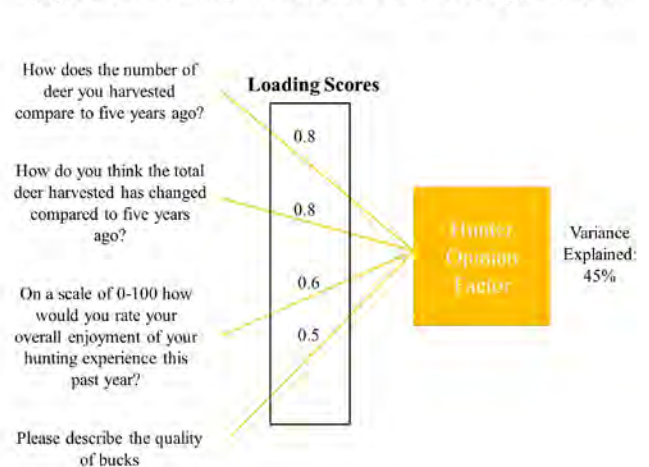 How does the number of
deer you harvested
compare to five years ago?
Loading Scores
0.8
How do you think the total
deer harvested has changed
compared to five years
ago?
0.8
Hunter
Opinion
Factor
Variance
Explained:
45%
On a scale of 0-100 how
would you rate your
overall enjoyment of your
hunting experience this
past year?
0.6
0.5
Please describe the quality
of bucks